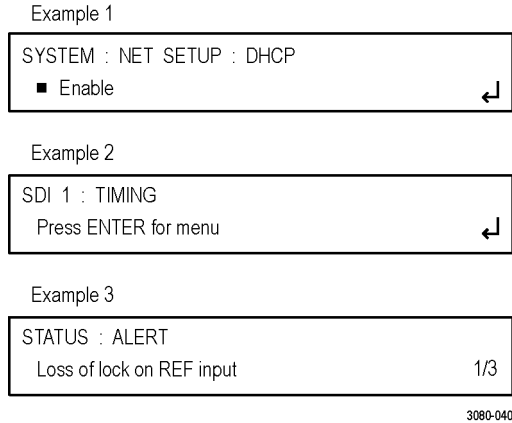 Example 1
SYSTEM : NET SETUP : DHCP
■ Enable ↵
Example 2
SDI 1 : TIMING
Press ENTER for menu ↵
Example 3
STATUS : ALERT
Loss of lock on REF input 1/3
3080-040